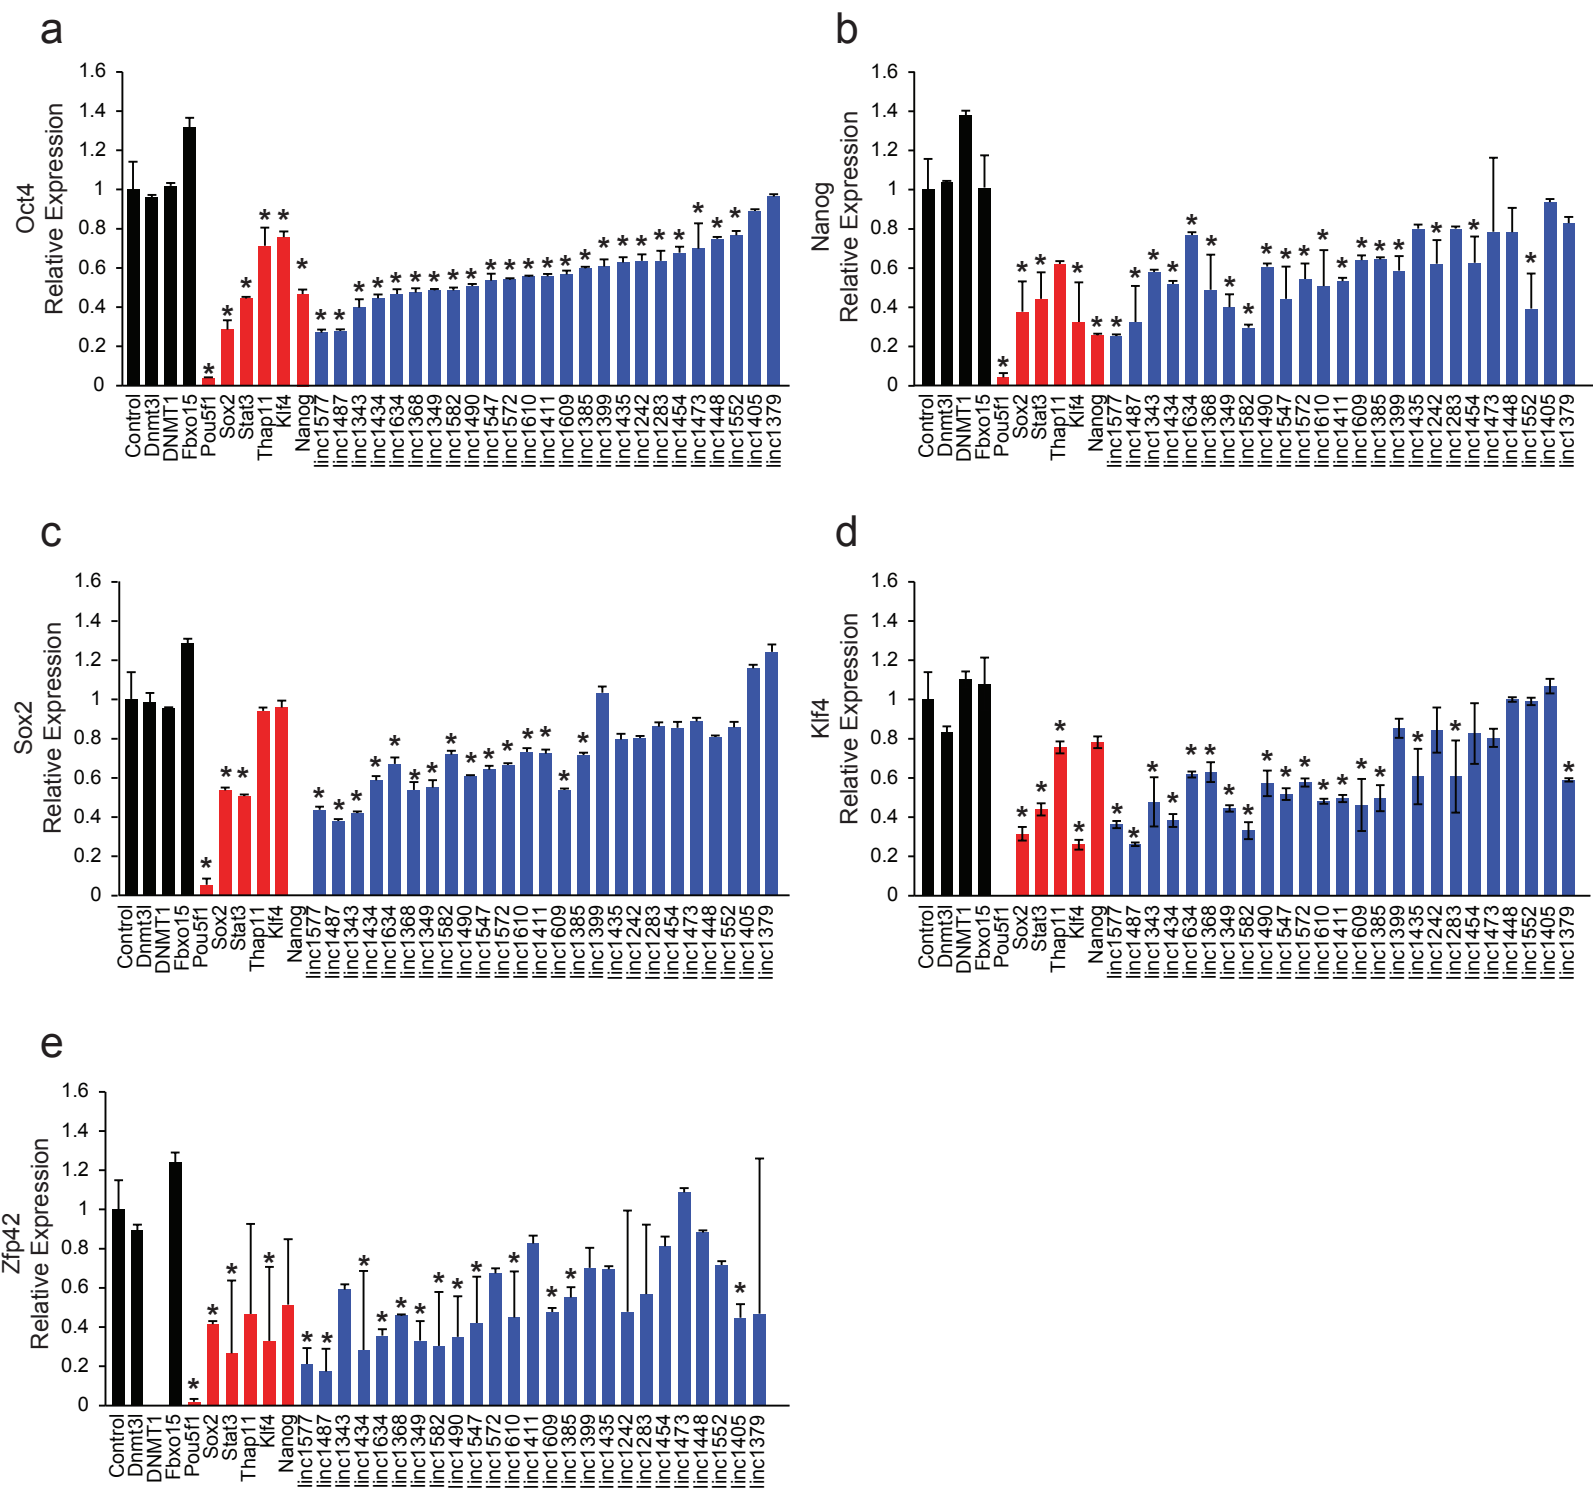 a
1.6
1.4
1.2
1
0.8
0.6
0.4
0.2
0
Oct4
Relative Expression
* * * * * * * * * * * * * * * * * * * * * * * * * * * * *
Control Dnmt3l DNMT1 Fbxo15 Pou5f1 Sox2 Stat3 Thap11 Klf4 Nanog linc1577 linc1487 linc1343 linc1434 linc1634 linc1368 linc1349 linc1582 linc1490 linc1547 linc1572 linc1610 linc1411 linc1609 linc1385 linc1399 linc1435 linc1242 linc1283 linc1454 linc1473 linc1448 linc1552 linc1405 linc1379
b
1.6
1.4
1.2
1
0.8
0.6
0.4
0.2
0
Nanog
Relative Expression
* * * * * * * * * * * * * * * * * * * * * * * *
Control Dnmt3l DNMT1 Fbxo15 Pou5f1 Sox2 Stat3 Thap11 Klf4 Nanog linc1577 linc1487 linc1343 linc1434 linc1634 linc1368 linc1349 linc1582 linc1490 linc1547 linc1572 linc1610 linc1411 linc1609 linc1385 linc1399 linc1435 linc1242 linc1283 linc1454 linc1473 linc1448 linc1552 linc1405 linc1379
c
1.6
1.4
1.2
1
0.8
0.6
0.4
0.2
0
Sox2
Relative Expression
* * * * * * * * * * * * * * * * * *
Control Dnmt3l DNMT1 Fbxo15 Pou5f1 Sox2 Stat3 Thap11 Klf4 Nanog linc1577 linc1487 linc1343 linc1434 linc1634 linc1368 linc1349 linc1582 linc1490 linc1547 linc1572 linc1610 linc1411 linc1609 linc1385 linc1399 linc1435 linc1242 linc1283 linc1454 linc1473 linc1448 linc1552 linc1405 linc1379
d
1.6
1.4
1.2
1
0.8
0.6
0.4
0.2
0
Klf4
Relative Expression
* * * * * * * * * * * * * * * * * * * * * *
Control Dnmt3l DNMT1 Fbxo15 Pou5f1 Sox2 Stat3 Thap11 Klf4 Nanog linc1577 linc1487 linc1343 linc1434 linc1634 linc1368 linc1349 linc1582 linc1490 linc1547 linc1572 linc1610 linc1411 linc1609 linc1385 linc1399 linc1435 linc1242 linc1283 linc1454 linc1473 linc1448 linc1552 linc1405 linc1379
e
1.6
1.4
1.2
1
0.8
0.6
0.4
0.2
0
Zfp42
Relative Expression
* * * * * * * * * * * * * * * * *
Control Dnmt3l DNMT1 Fbxo15 Pou5f1 Sox2 Stat3 Thap11 Klf4 Nanog linc1577 linc1487 linc1343 linc1434 linc1634 linc1368 linc1349 linc1582 linc1490 linc1547 linc1572 linc1610 linc1411 linc1609 linc1385 linc1399 linc1435 linc1242 linc1283 linc1454 linc1473 linc1448 linc1552 linc1405 linc1379